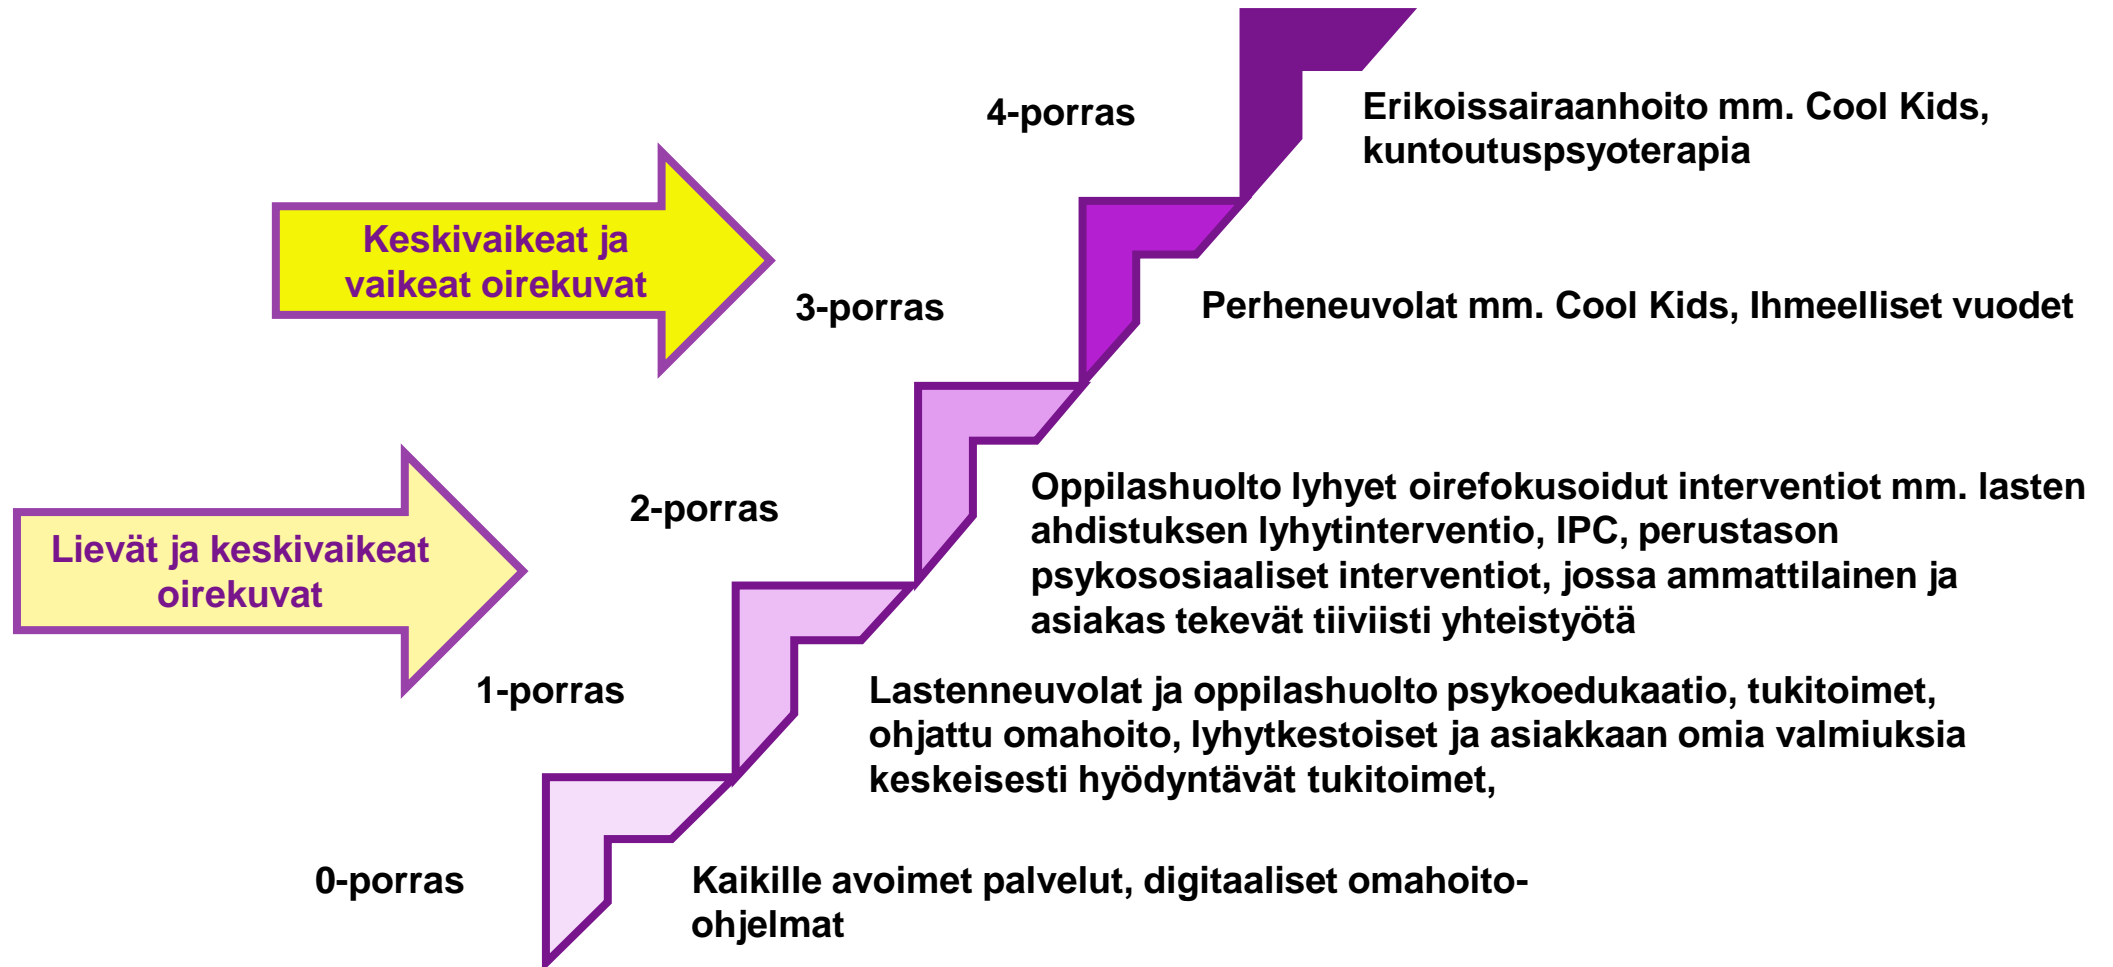 4-porras
Erikoissairaanhoito mm. Cool Kids,
kuntoutuspsyoterapia
Keskivaikeat ja
vaikeat oirekuvat
3-porras
Perheneuvolat mm. Cool Kids, Ihmeelliset vuodet
2-porras
Oppilashuolto lyhyet oirefokusoidut interventiot mm. lasten
ahdistuksen lyhytinterventio, IPC, perustason
psykososiaaliset interventiot, jossa ammattilainen ja
asiakas tekevät tiiviisti yhteistyötä
Lievät ja keskivaikeat
oirekuvat
1-porras
Lastenneuvolat ja oppilashuolto psykoedukaatio, tukitoimet,
ohjattu omahoito, lyhytkestoiset ja asiakkaan omia valmiuksia
keskeisesti hyödyntävät tukitoimet,
0-porras
Kaikille avoimet palvelut, digitaaliset omahoito-
ohjelmat